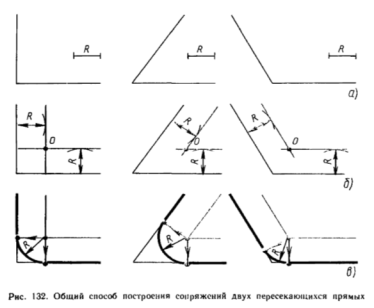 R R R
а)
R O R
R O R
R O R
б)
R R R
в)
Рис. 132. Общий способ построения сопряжений двух пересекающихся прямых